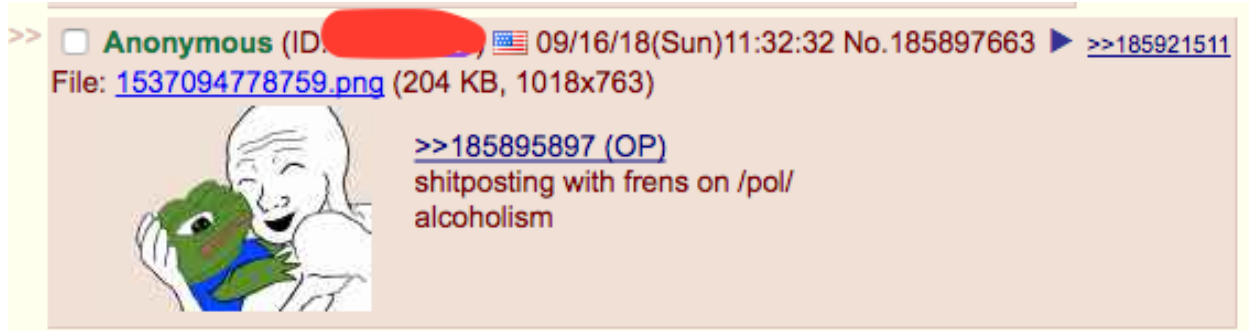 >> Anonymous (ID: ) 09/16/18(Sun)11:32:32 No.185897663 ▶ >>185921511
File: 1537094778759.png (204 KB, 1018x763)
>>185895897 (OP)
shitposting with frens on /pol/
alcoholism